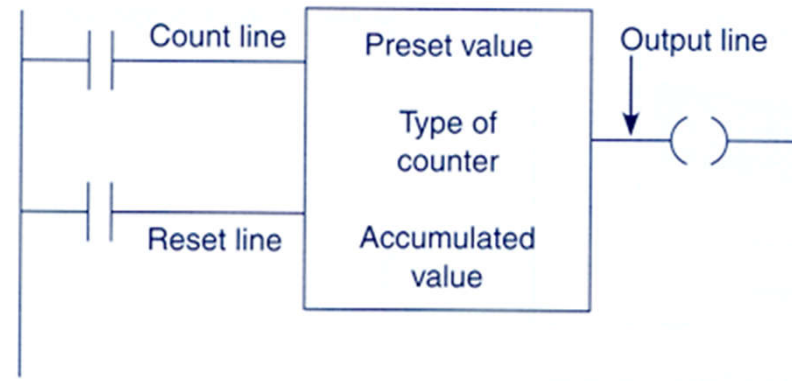 Count line
Preset value
Output line
Type of
counter
Reset line
Accumulated
value